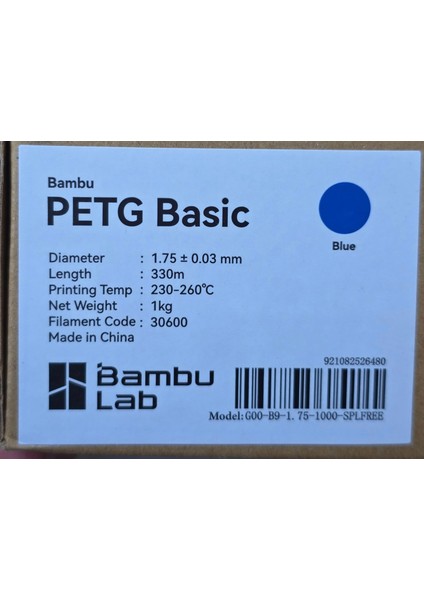 Bambu
PETG Basic
Blue
Diameter : 1.75 ± 0.03 mm
Length : 330m
Printing Temp : 230-260℃
Net Weight : 1kg
Filament Code : 30600
Made in China
Bambu
Lab
921082526480
Model:G00-B9-1.75-1000-SPLFREE